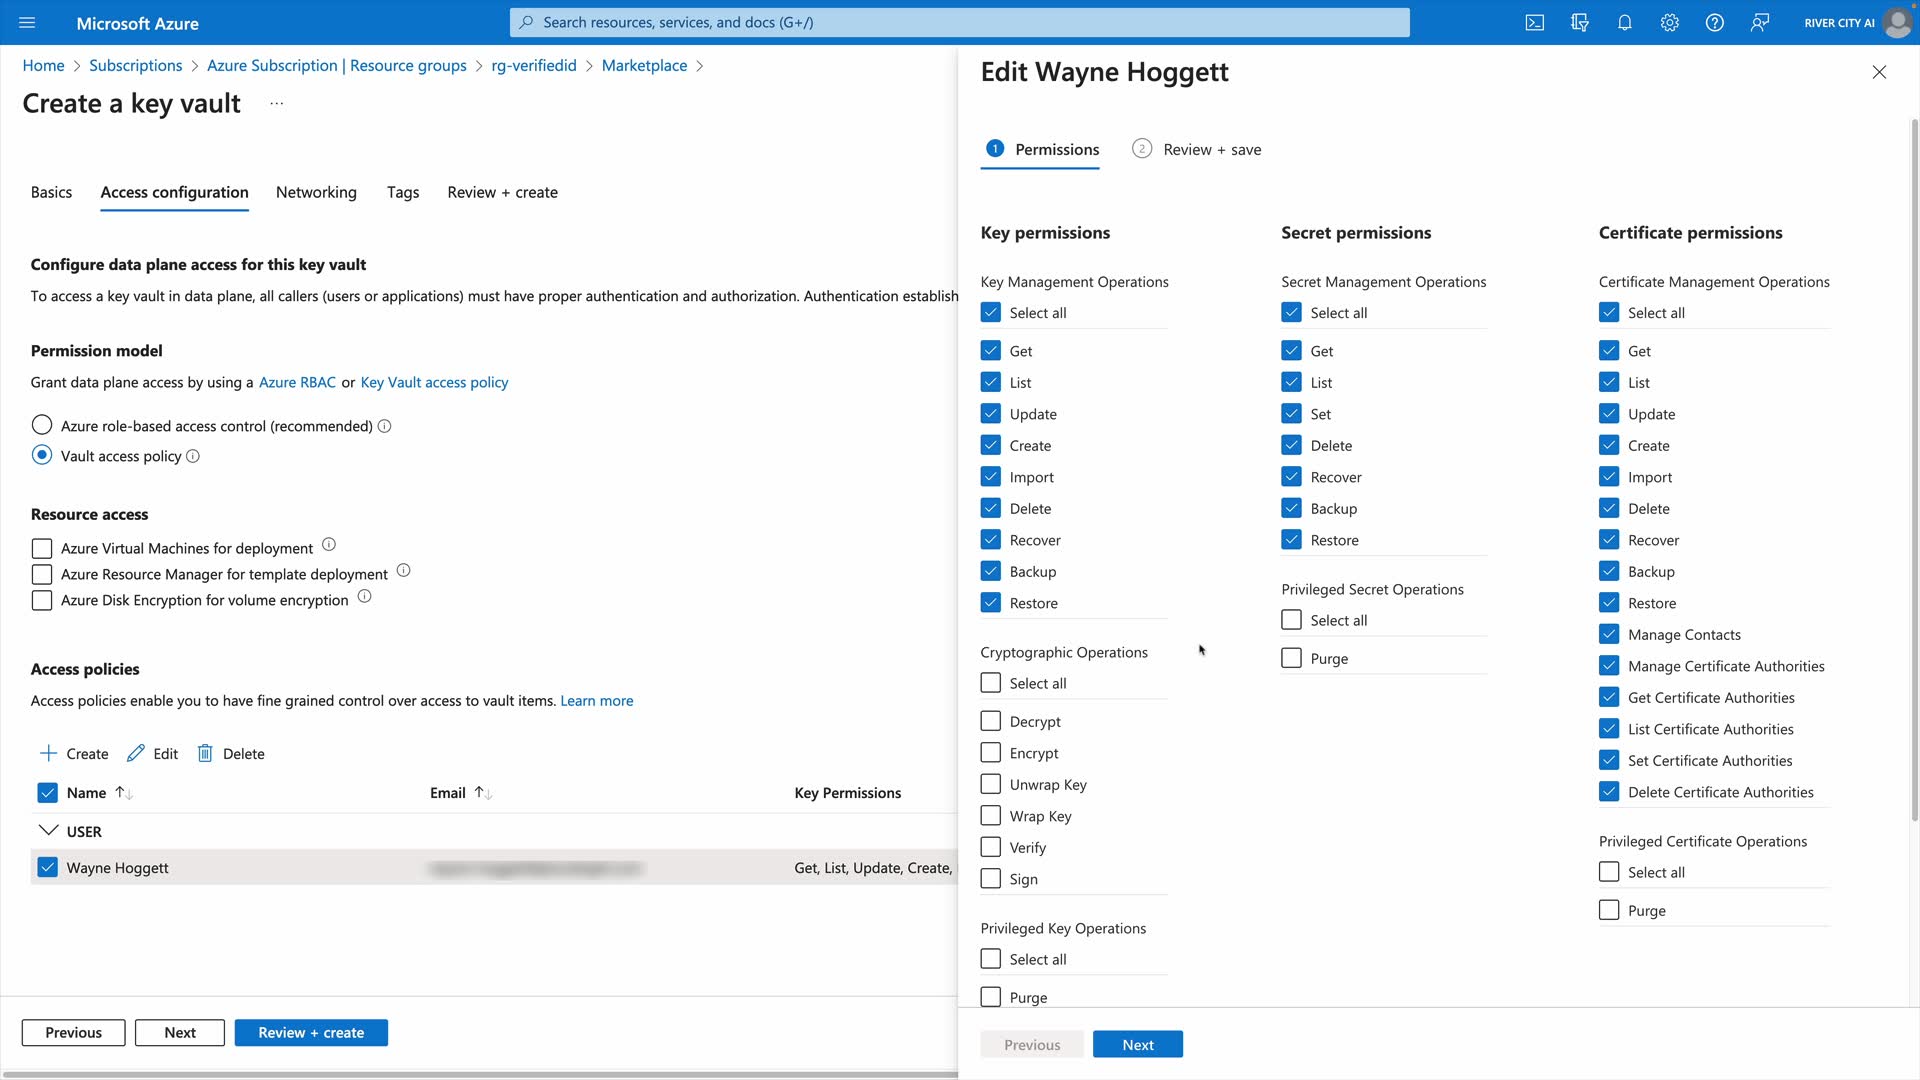 Microsoft Azure
Search resources, services, and docs (G+/)
RIVER CITY AI
Home > Subscriptions > Azure Subscription | Resource groups > rg-verifiedid > Marketplace >
Create a key vault ...
Basics Access configuration Networking Tags Review + create
Configure data plane access for this key vault
To access a key vault in data plane, all callers (users or applications) must have proper authentication and authorization. Authentication establish
Permission model
Grant data plane access by using a Azure RBAC or Key Vault access policy
Azure role-based access control (recommended)
Vault access policy
Resource access
Azure Virtual Machines for deployment
Azure Resource Manager for template deployment
Azure Disk Encryption for volume encryption
Access policies
Access policies enable you to have fine grained control over access to vault items. Learn more
Create Edit Delete
Name Email Key Permissions
USER
Wayne Hoggett Get, List, Update, Create,
Previous Next Review + create
Edit Wayne Hoggett
1 Permissions 2 Review + save
Key permissions
Key Management Operations
Select all
Get
List
Update
Create
Import
Delete
Recover
Backup
Restore
Cryptographic Operations
Select all
Decrypt
Encrypt
Unwrap Key
Wrap Key
Verify
Sign
Privileged Key Operations
Select all
Purge
Secret permissions
Secret Management Operations
Select all
Get
List
Set
Delete
Recover
Backup
Restore
Privileged Secret Operations
Select all
Purge
Certificate permissions
Certificate Management Operations
Select all
Get
List
Update
Create
Import
Delete
Recover
Backup
Restore
Manage Contacts
Manage Certificate Authorities
Get Certificate Authorities
List Certificate Authorities
Set Certificate Authorities
Delete Certificate Authorities
Privileged Certificate Operations
Select all
Purge
Previous Next